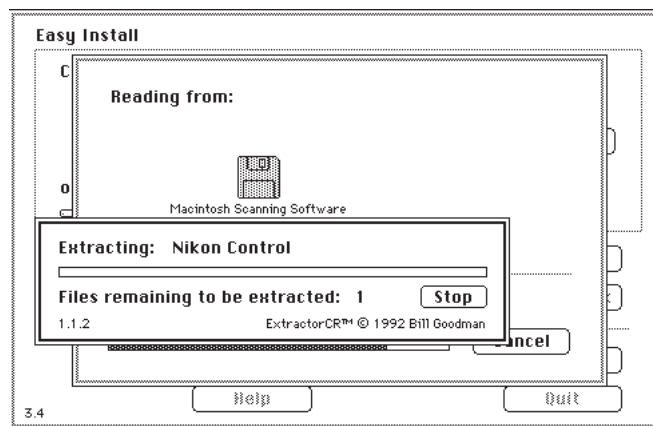 Easy Install
Reading from:
Macintosh Scanning Software
Extracting: Nikon Control
Files remaining to be extracted: 1
Stop
1.1.2
ExtractorCR™ © 1992 Bill Goodman
Help
Quit
3.4